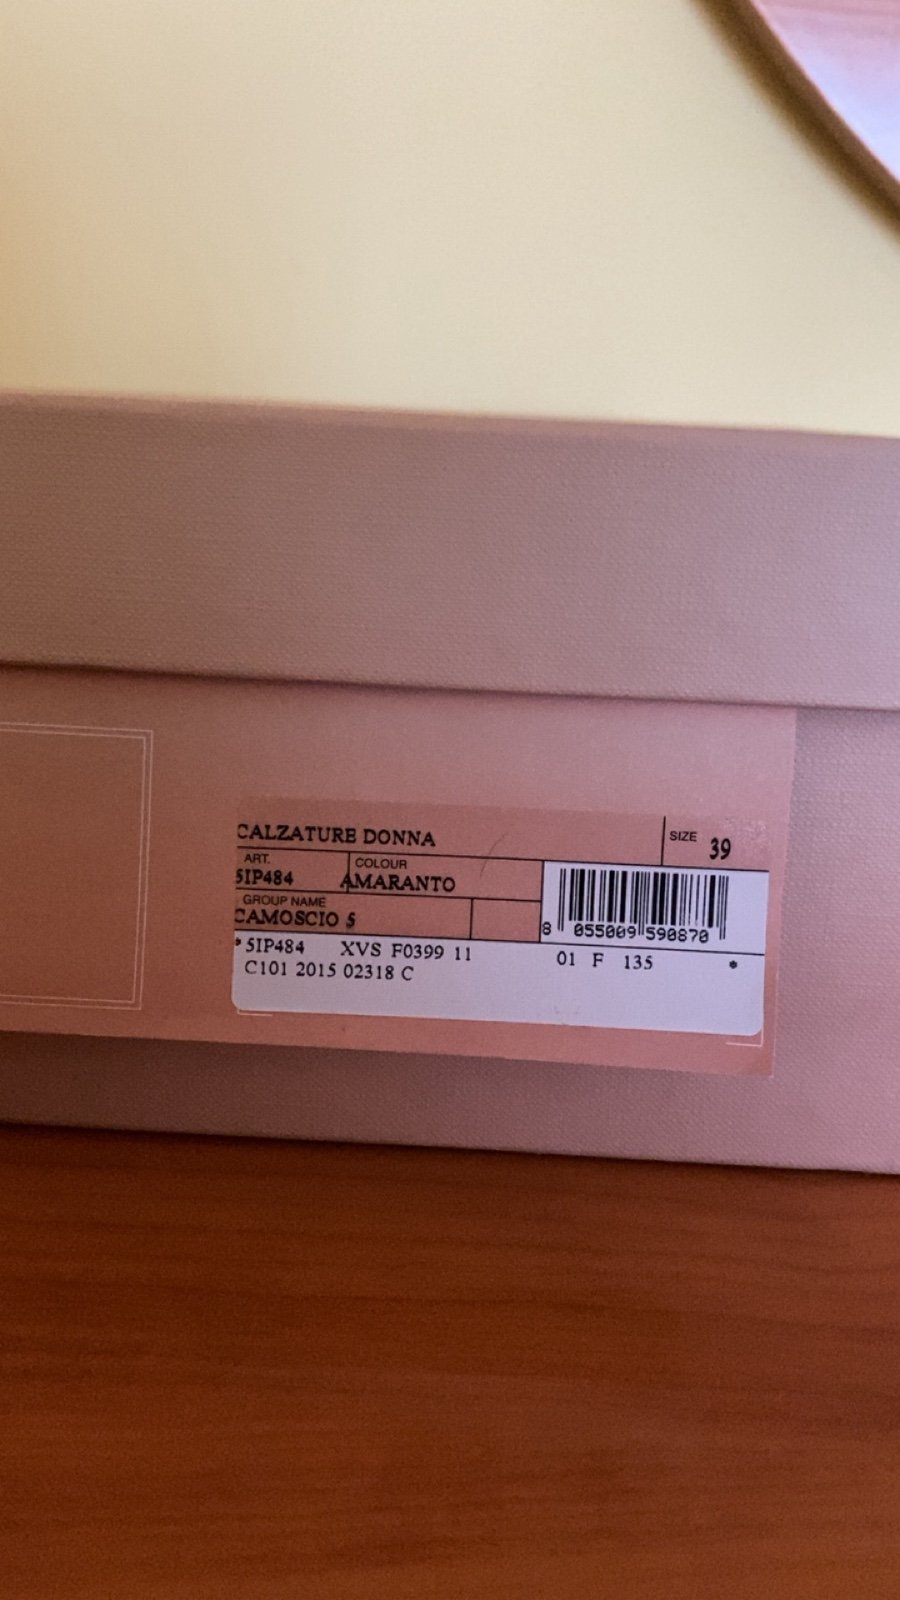 CALZATURE DONNA
SIZE 39
ART.
5IP484
COLOUR
AMARANTO
GROUP NAME
CAMOSCIO 5
8 055009 590870
* 5IP484 XVS F0399 11 01 F 135 *
C101 2015 02318 C